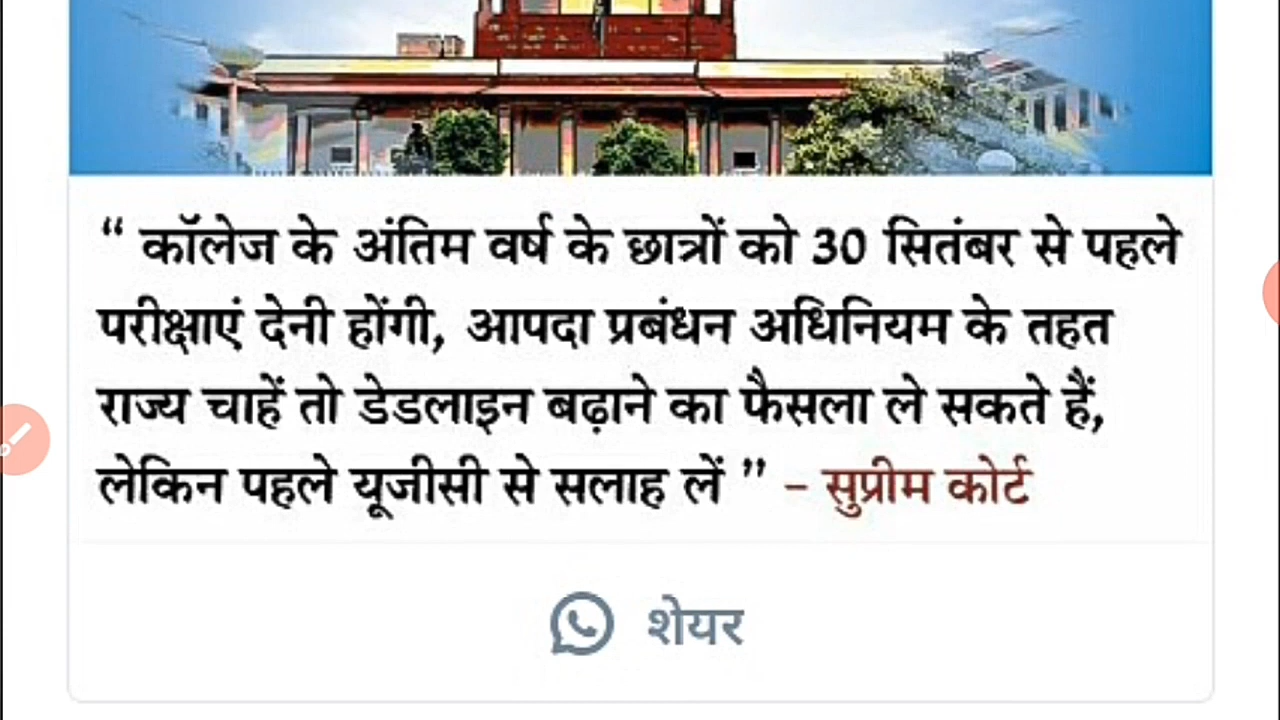 “ कॉलेज के अंतिम वर्ष के छात्रों को 30 सितंबर से पहले
परीक्षाएं देनी होंगी, आपदा प्रबंधन अधिनियम के तहत
राज्य चाहें तो डेडलाइन बढ़ाने का फैसला ले सकते हैं,
लेकिन पहले यूजीसी से सलाह लें ” – सुप्रीम कोर्ट
शेयर